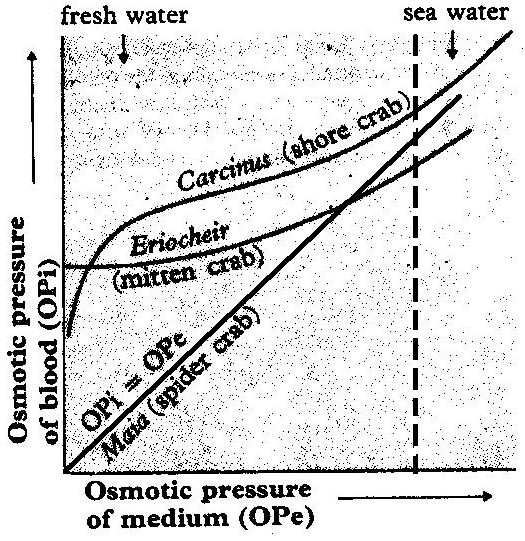 fresh water
sea water
Carcinus (shore crab)
Eriocheir
(mitten crab)
OPi = OPe
Maia (spider crab)
Osmotic pressure
of blood (OPi)
Osmotic pressure
of medium (OPe)